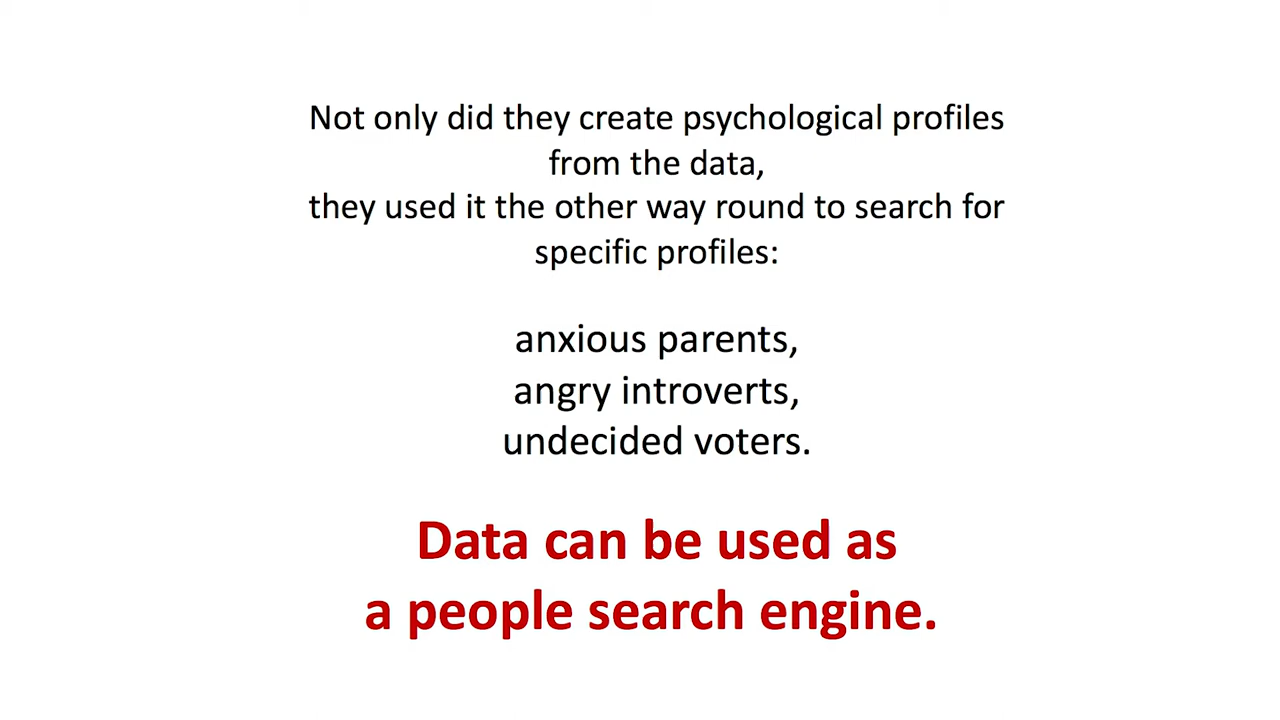 Not only did they create psychological profiles
from the data,
they used it the other way round to search for
specific profiles:
anxious parents,
angry introverts,
undecided voters.
Data can be used as
a people search engine.